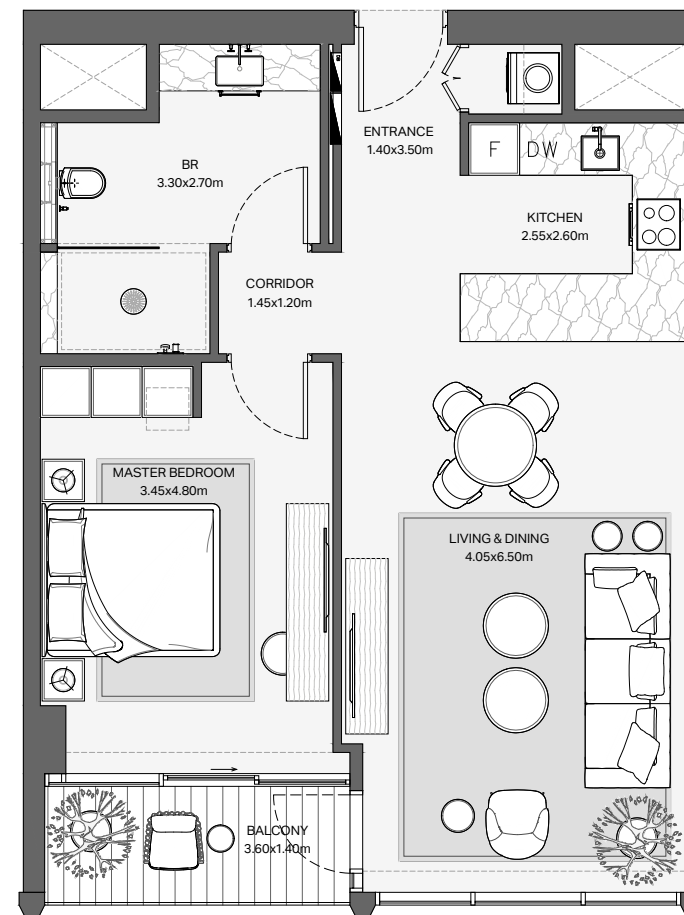 ENTRANCE
1.40x3.50m
BR
3.30x2.70m
F DW
KITCHEN
2.55x2.60m
CORRIDOR
1.45x1.20m
MASTER BEDROOM
3.45x4.80m
LIVING & DINING
4.05x6.50m
BALCONY
3.60x1.40m